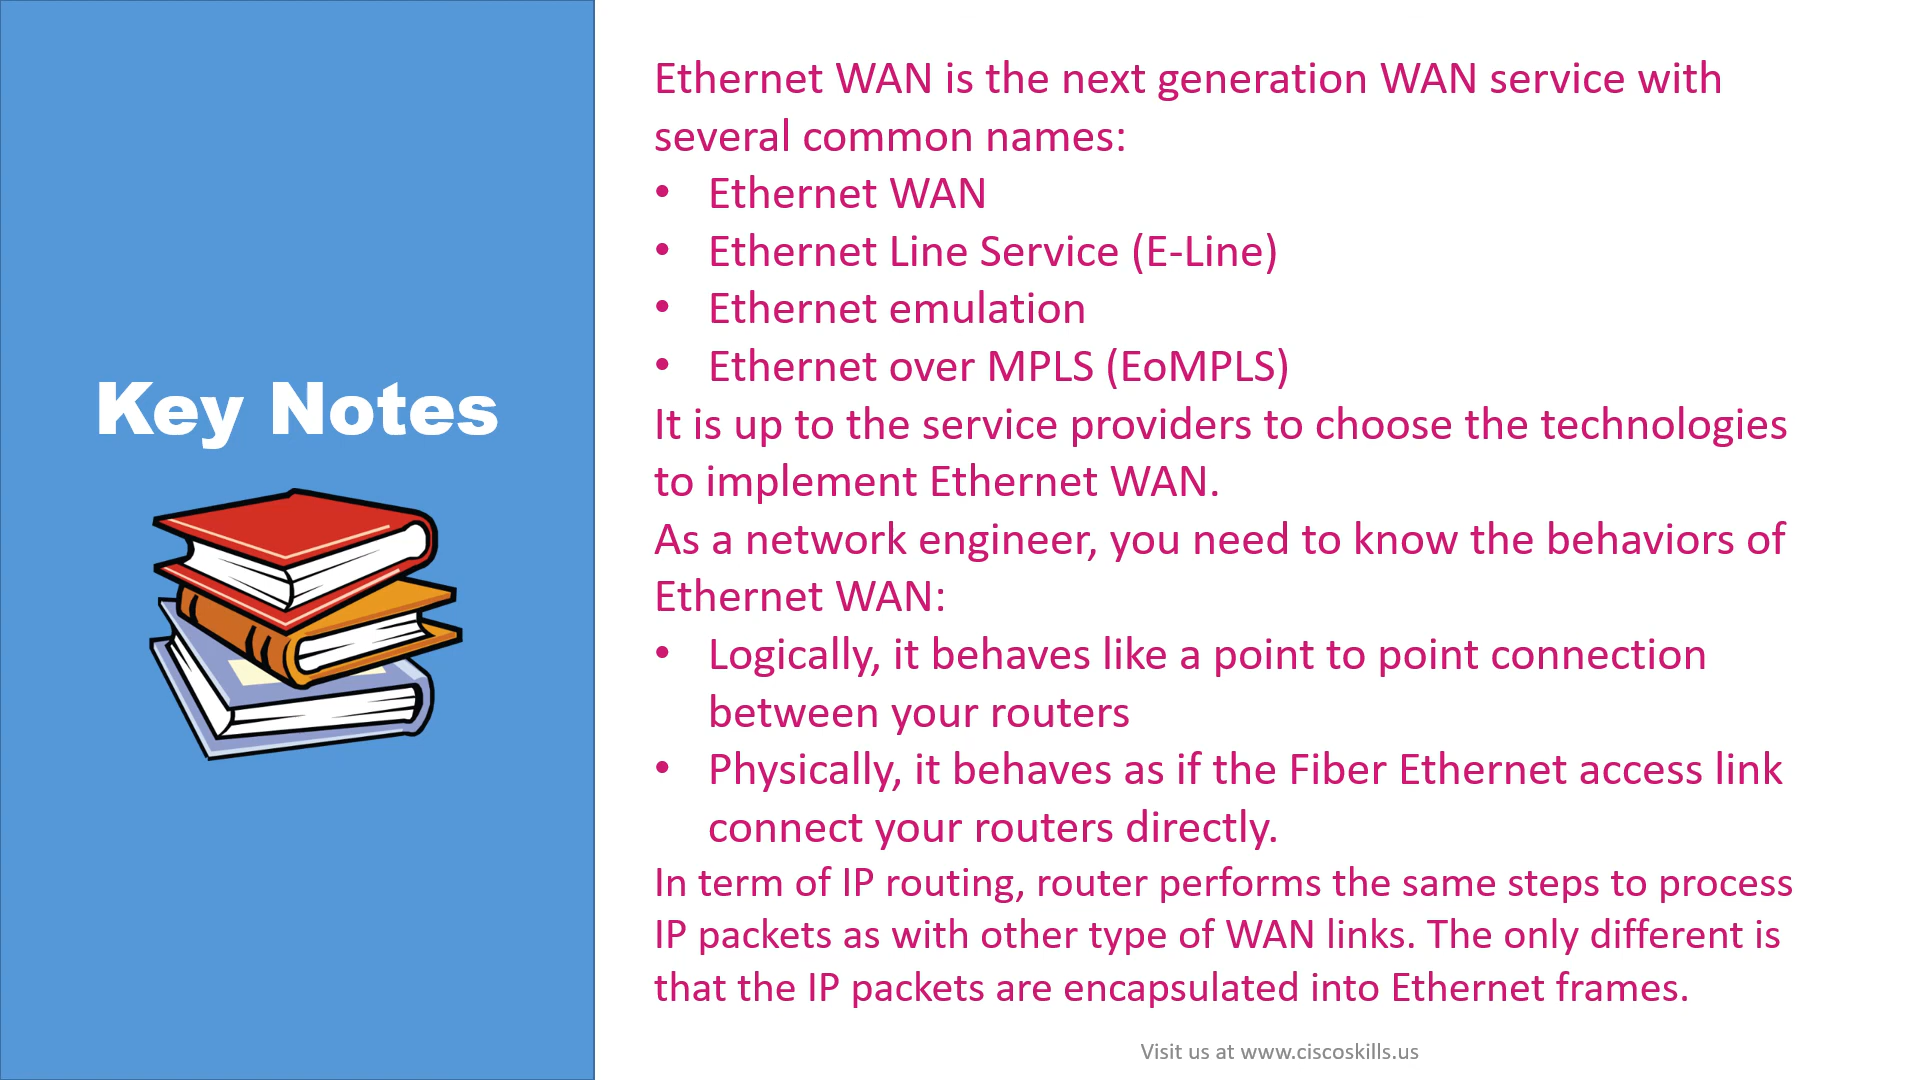 Key Notes
Ethernet WAN is the next generation WAN service with
several common names:
• Ethernet WAN
• Ethernet Line Service (E-Line)
• Ethernet emulation
• Ethernet over MPLS (EoMPLS)
It is up to the service providers to choose the technologies
to implement Ethernet WAN.
As a network engineer, you need to know the behaviors of
Ethernet WAN:
• Logically, it behaves like a point to point connection
between your routers
• Physically, it behaves as if the Fiber Ethernet access link
connect your routers directly.
In term of IP routing, router performs the same steps to process
IP packets as with other type of WAN links. The only different is
that the IP packets are encapsulated into Ethernet frames.
Visit us at www.ciscoskills.us